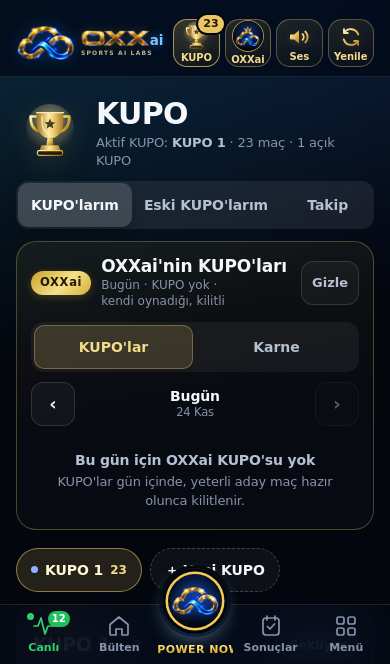 OXX ai
SPORTS AI LABS
23
KUPO
OXXai
Ses
Yenile
KUPO
Aktif KUPO: KUPO 1 · 23 maç · 1 açık
KUPO
KUPO'larım
Eski KUPO'larım
Takip
OXXai
OXXai'nin KUPO'ları
Bugün · KUPO yok ·
kendi oynadığı, kilitli
Gizle
KUPO'lar
Karne
‹
Bugün
24 Kas
›
Bu gün için OXXai KUPO'su yok
KUPO'lar gün içinde, yeterli aday maç hazır
olunca kilitlenir.
KUPO 1 23
KUPO
12
Canlı
Bülten
POWER NOW
Sonuçlar
Menü